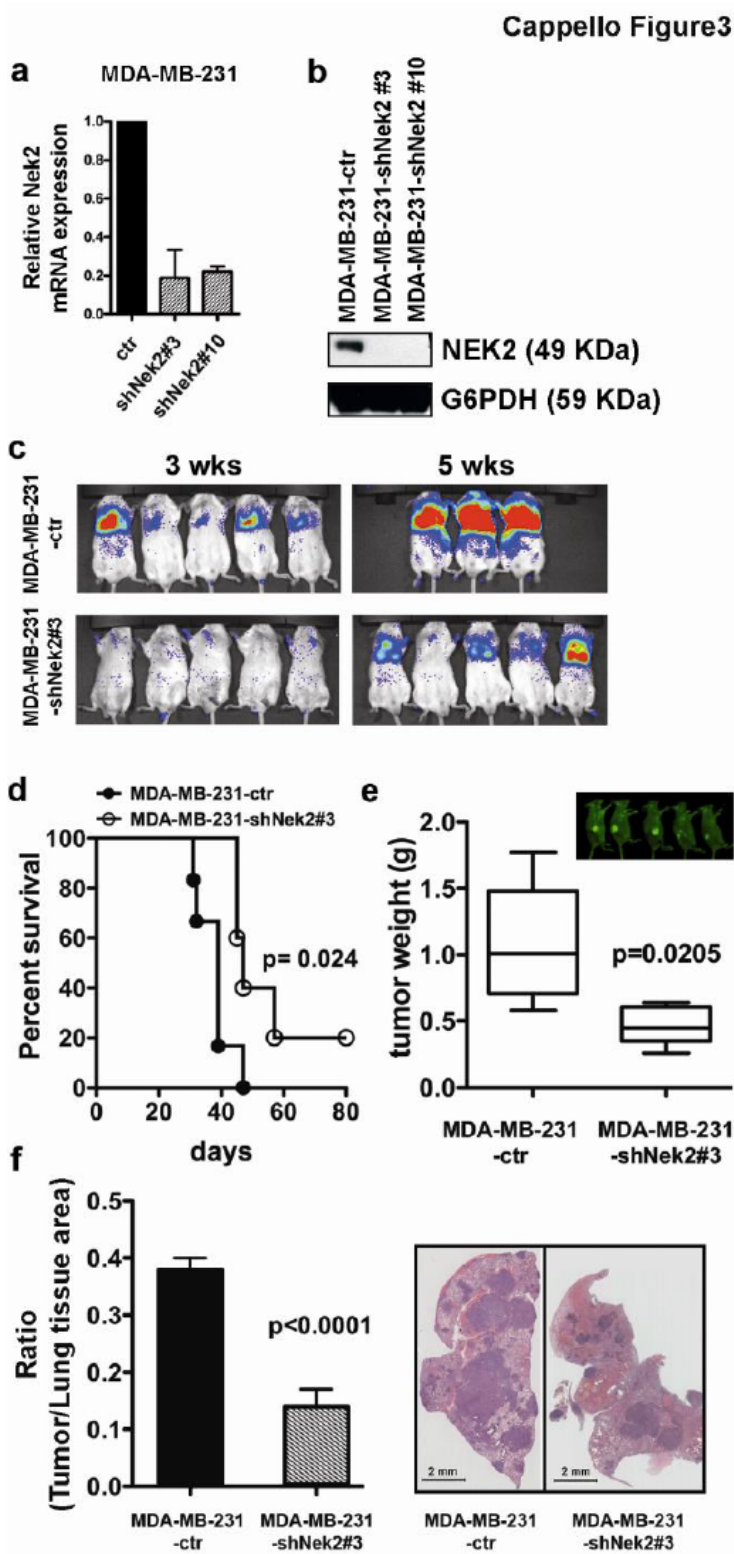 Cappello Figure3
a
MDA-MB-231
Relative Nek2
mRNA expression
1.0
0.8
0.6
0.4
0.2
0.0
ctr
shNek2#3
shNek2#10
b
MDA-MB-231-ctr
MDA-MB-231-shNek2 #3
MDA-MB-231-shNek2 #10
NEK2 (49 KDa)
G6PDH (59 KDa)
c
3 wks
5 wks
MDA-MB-231
-ctr
MDA-MB-231
-shNek2#3
d
MDA-MB-231-ctr
MDA-MB-231-shNek2#3
Percent survival
100
80
60
40
20
0
p= 0.024
0 20 40 60 80
days
e
tumor weight (g)
2.0
1.5
1.0
0.5
0.0
p=0.0205
MDA-MB-231
-ctr
MDA-MB-231
-shNek2#3
f
Ratio
(Tumor/Lung tissue area)
0.5
0.4
0.3
0.2
0.1
0.0
p<0.0001
MDA-MB-231
-ctr
MDA-MB-231
-shNek2#3
2 mm
2 mm
MDA-MB-231
-ctr
MDA-MB-231
-shNek2#3